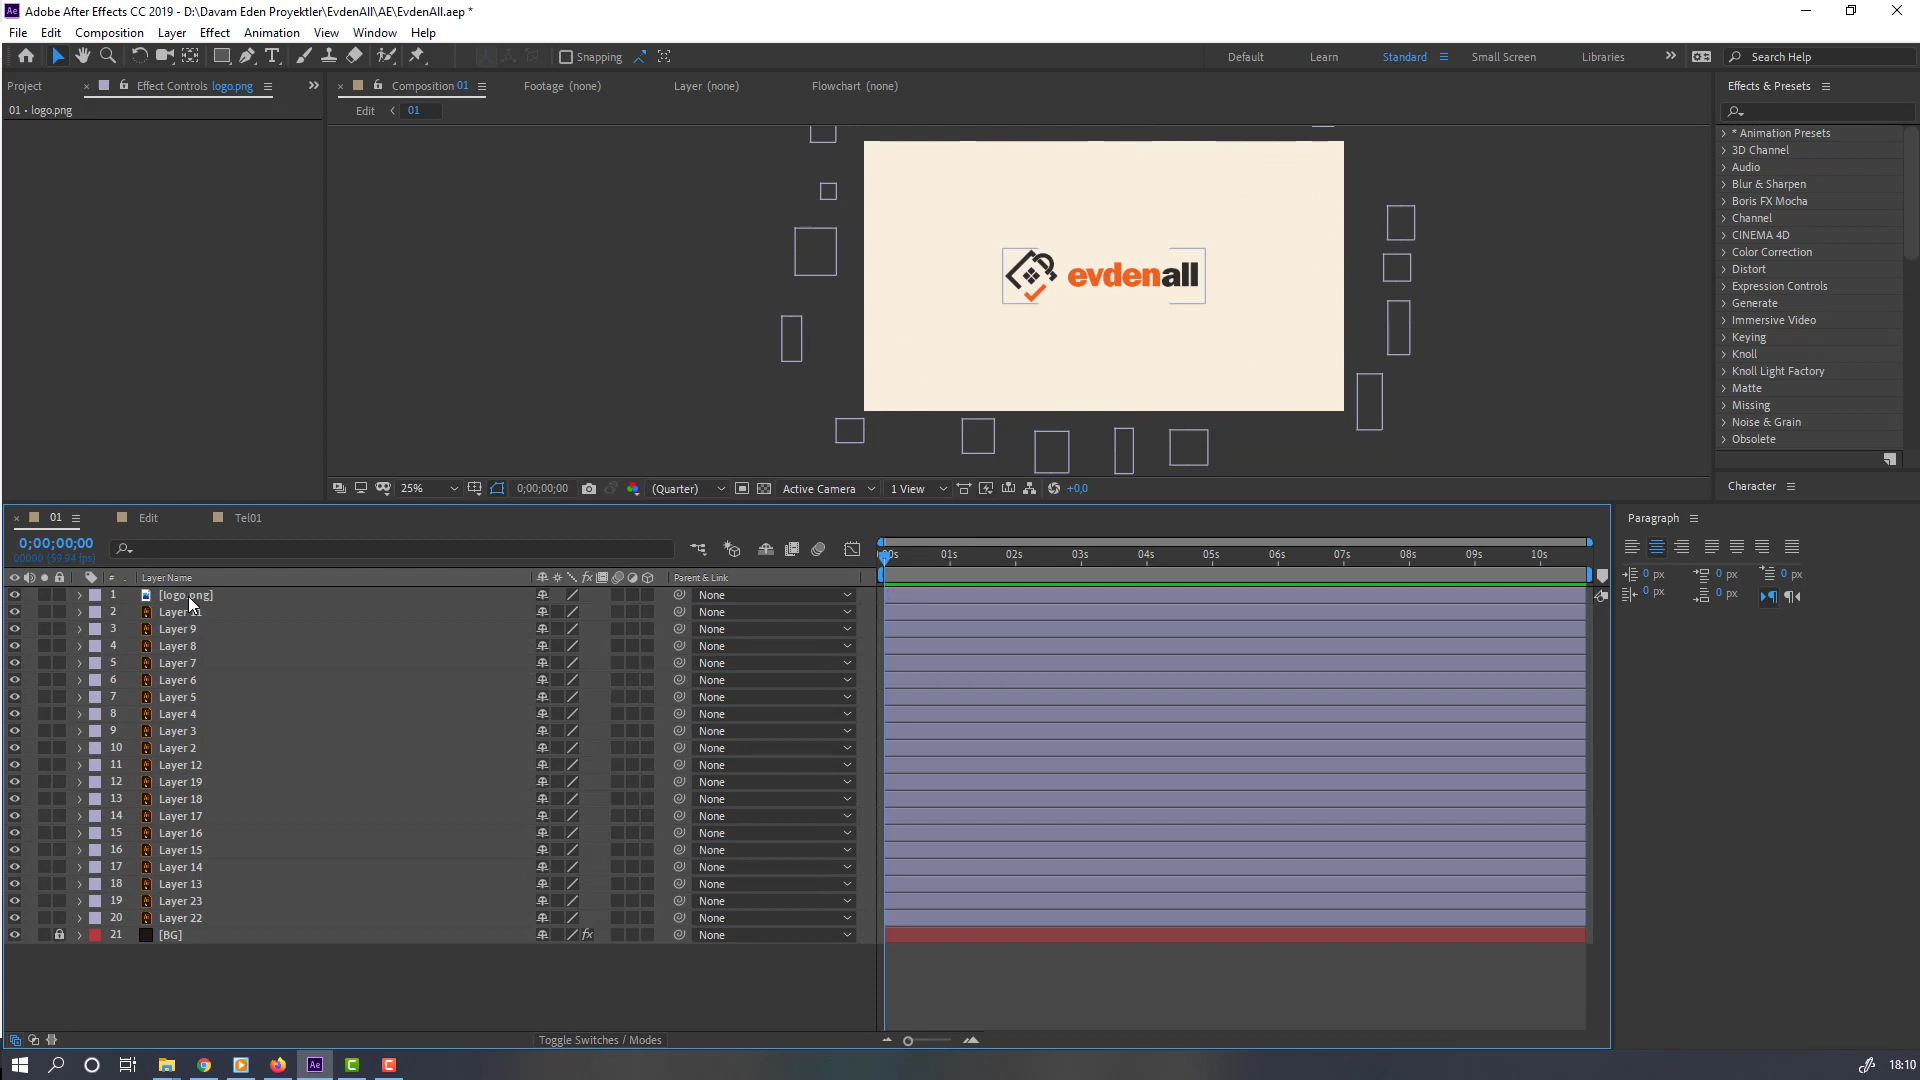 Adobe After Effects CC 2019 - D:\Davam Eden Proyektler\EvdenAll\AE\EvdenAll.aep *
File Edit Composition Layer Effect Animation View Window Help
Snapping Default Learn Standard Small Screen Libraries Search Help
Project Effect Controls logo.png Composition 01 Footage (none) Layer (none) Flowchart (none) Effects & Presets
01 • logo.png Edit 01
* Animation Presets
3D Channel
Audio
Blur & Sharpen
Boris FX Mocha
Channel
CINEMA 4D
Color Correction
Distort
Expression Controls
Generate
Immersive Video
Keying
Knoll
Knoll Light Factory
Matte
Missing
Noise & Grain
Obsolete
evdenall
25% 0;00;00;00 (Quarter) Active Camera 1 View +0,0
Character
01 Edit Tel01
Paragraph
0;00;00;00
00000 (59.94 fps)
00s 01s 02s 03s 04s 05s 06s 07s 08s 09s 10s
0 px 0 px 0 px
0 px 0 px
# Layer Name fx Parent & Link
1 [logo.png] None
2 Layer None
3 Layer 9 None
4 Layer 8 None
5 Layer 7 None
6 Layer 6 None
7 Layer 5 None
8 Layer 4 None
9 Layer 3 None
10 Layer 2 None
11 Layer 12 None
12 Layer 19 None
13 Layer 18 None
14 Layer 17 None
15 Layer 16 None
16 Layer 15 None
17 Layer 14 None
18 Layer 13 None
19 Layer 23 None
20 Layer 22 None
21 [BG] fx None
Toggle Switches / Modes
Ae 18:10